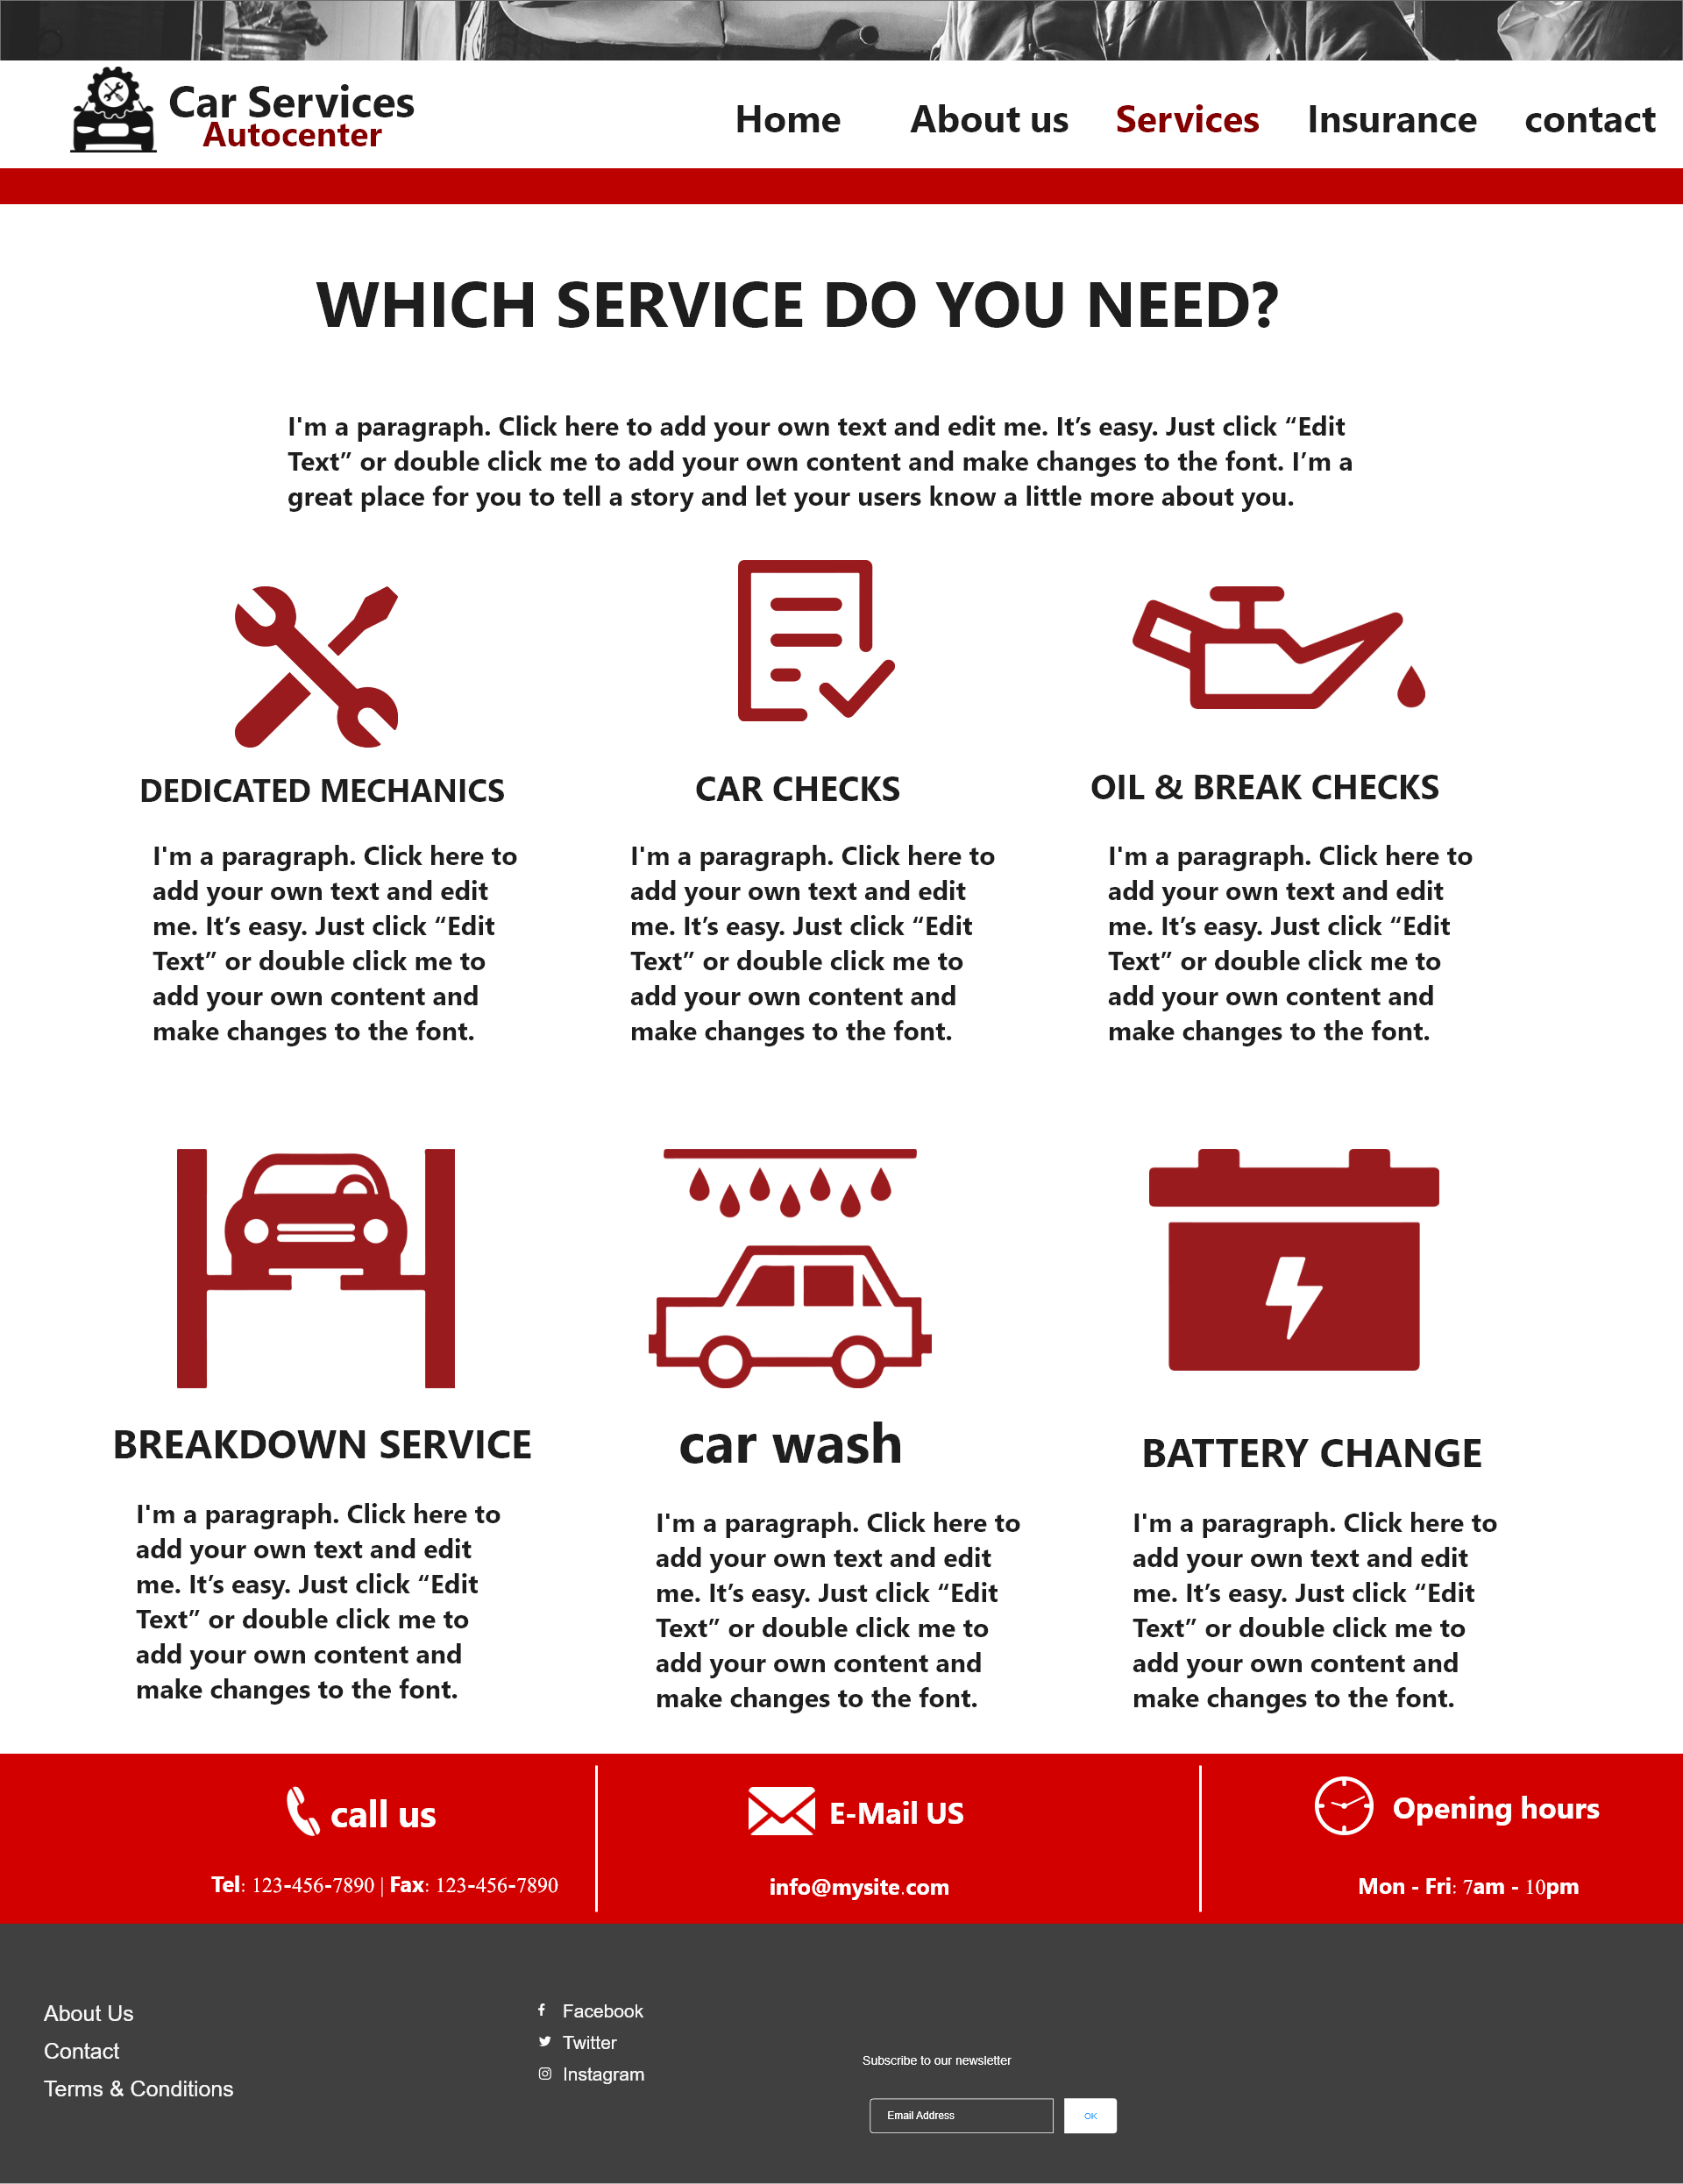 Car Services
Autocenter
Home About us Services Insurance contact
WHICH SERVICE DO YOU NEED?
I'm a paragraph. Click here to add your own text and edit me. It’s easy. Just click “Edit
Text” or double click me to add your own content and make changes to the font. I’m a
great place for you to tell a story and let your users know a little more about you.
DEDICATED MECHANICS
I'm a paragraph. Click here to
add your own text and edit
me. It’s easy. Just click “Edit
Text” or double click me to
add your own content and
make changes to the font.
CAR CHECKS
I'm a paragraph. Click here to
add your own text and edit
me. It’s easy. Just click “Edit
Text” or double click me to
add your own content and
make changes to the font.
OIL & BREAK CHECKS
I'm a paragraph. Click here to
add your own text and edit
me. It’s easy. Just click “Edit
Text” or double click me to
add your own content and
make changes to the font.
BREAKDOWN SERVICE
I'm a paragraph. Click here to
add your own text and edit
me. It’s easy. Just click “Edit
Text” or double click me to
add your own content and
make changes to the font.
car wash
I'm a paragraph. Click here to
add your own text and edit
me. It’s easy. Just click “Edit
Text” or double click me to
add your own content and
make changes to the font.
BATTERY CHANGE
I'm a paragraph. Click here to
add your own text and edit
me. It’s easy. Just click “Edit
Text” or double click me to
add your own content and
make changes to the font.
call us
Tel: 123-456-7890 | Fax: 123-456-7890
E-Mail US
info@mysite.com
Opening hours
Mon - Fri: 7am - 10pm
About Us
Contact
Terms & Conditions
Facebook
Twitter
Instagram
Subscribe to our newsletter
Email Address
OK